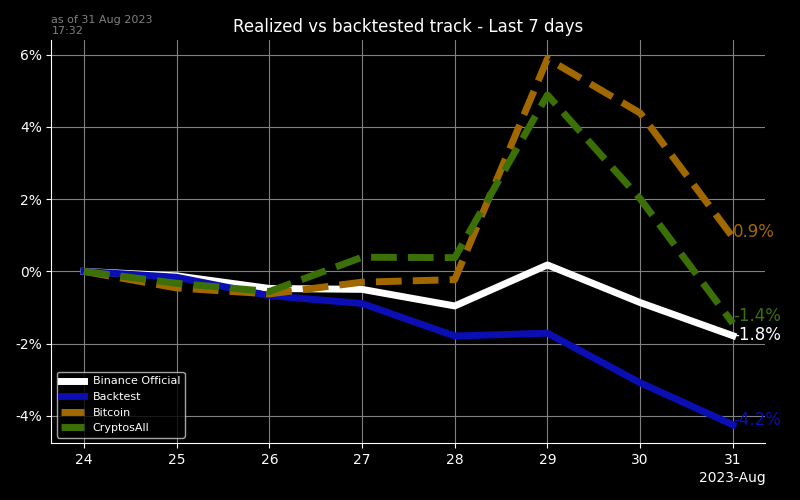 as of 31 Aug 2023
17:32
Realized vs backtested track - Last 7 days
6%
4%
2%
0%
-2%
-4%
0.9%
-1.4%
-1.8%
-4.2%
Binance Official
Backtest
Bitcoin
CryptosAll
24 25 26 27 28 29 30 31
2023-Aug